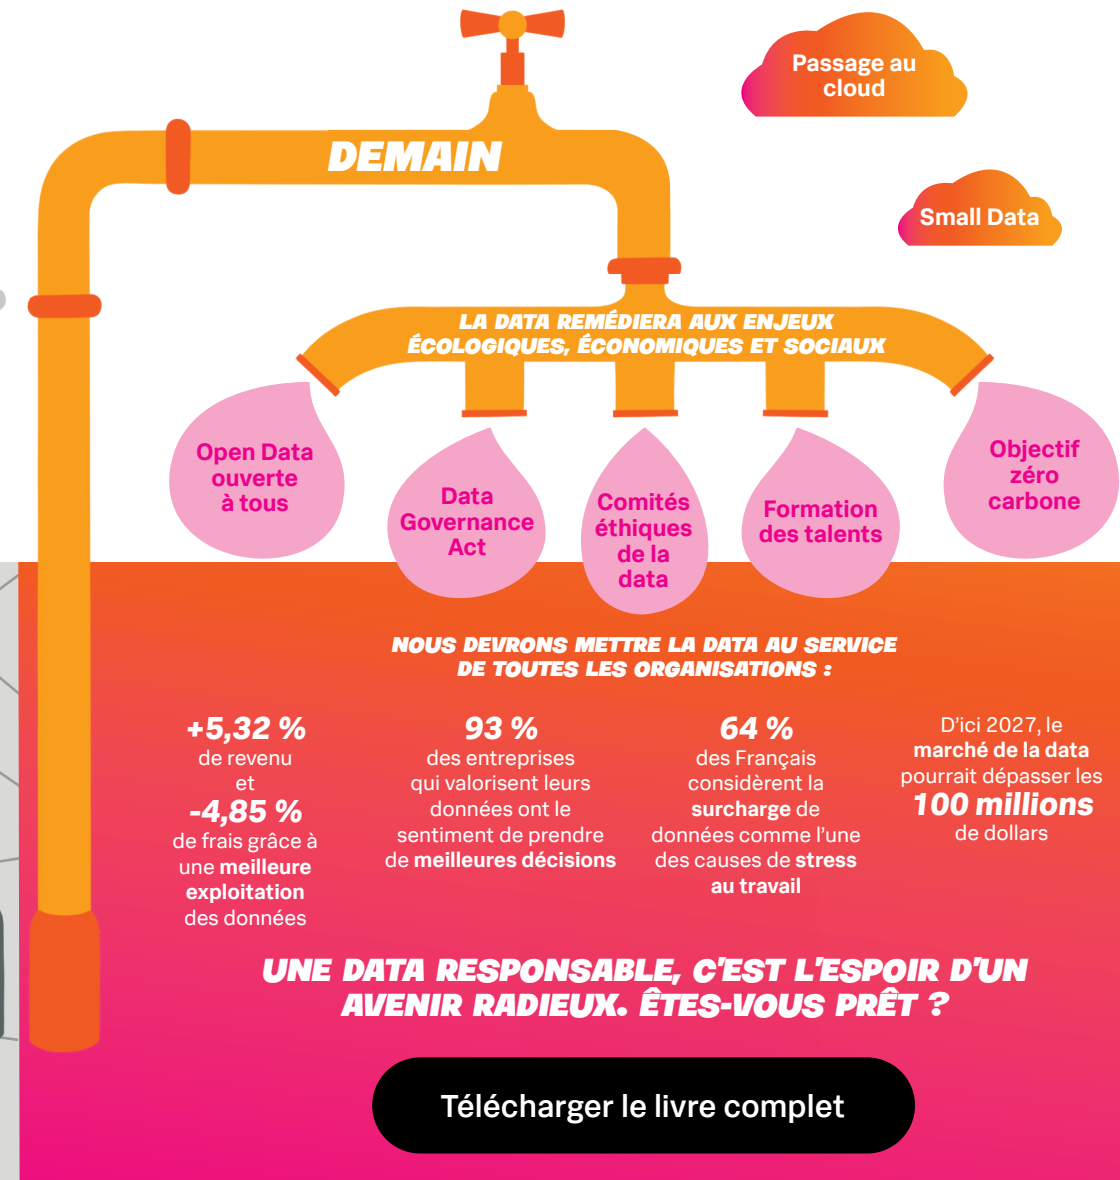 Passage au
cloud
DEMAIN
Small Data
LA DATA REMÉDIERA AUX ENJEUX
ÉCOLOGIQUES, ÉCONOMIQUES ET SOCIAUX
Open Data
ouverte
à tous
Data
Governance
Act
Comités
éthiques
de la
data
Formation
des talents
Objectif
zéro
carbone
NOUS DEVRONS METTRE LA DATA AU SERVICE
DE TOUTES LES ORGANISATIONS :
+5,32 %
de revenu
et
-4,85 %
de frais grâce à
une meilleure
exploitation
des données
93 %
des entreprises
qui valorisent leurs
données ont le
sentiment de prendre
de meilleures décisions
64 %
des Français
considèrent la
surcharge de
données comme l'une
des causes de stress
au travail
D'ici 2027, le
marché de la data
pourrait dépasser les
100 millions
de dollars
UNE DATA RESPONSABLE, C'EST L'ESPOIR D'UN
AVENIR RADIEUX. ÊTES-VOUS PRÊT ?
Télécharger le livre complet